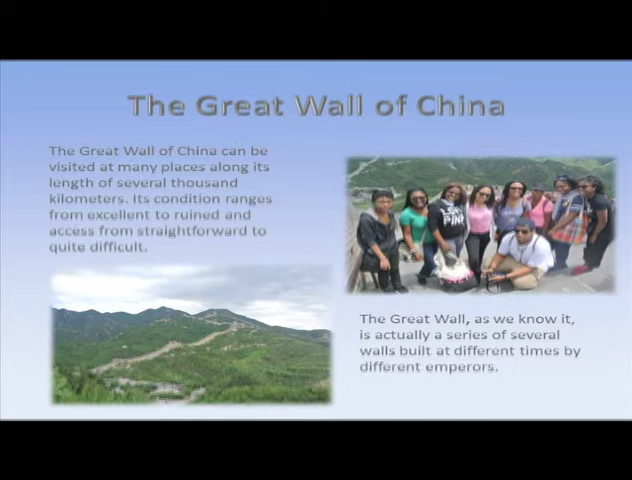 The Great Wall of China
The Great Wall of China can be
visited at many places along its
length of several thousand
kilometers. Its condition ranges
from excellent to ruined and
access from straightforward to
quite difficult.
LOVE
PINK
The Great Wall, as we know it,
is actually a series of several
walls built at different times by
different emperors.